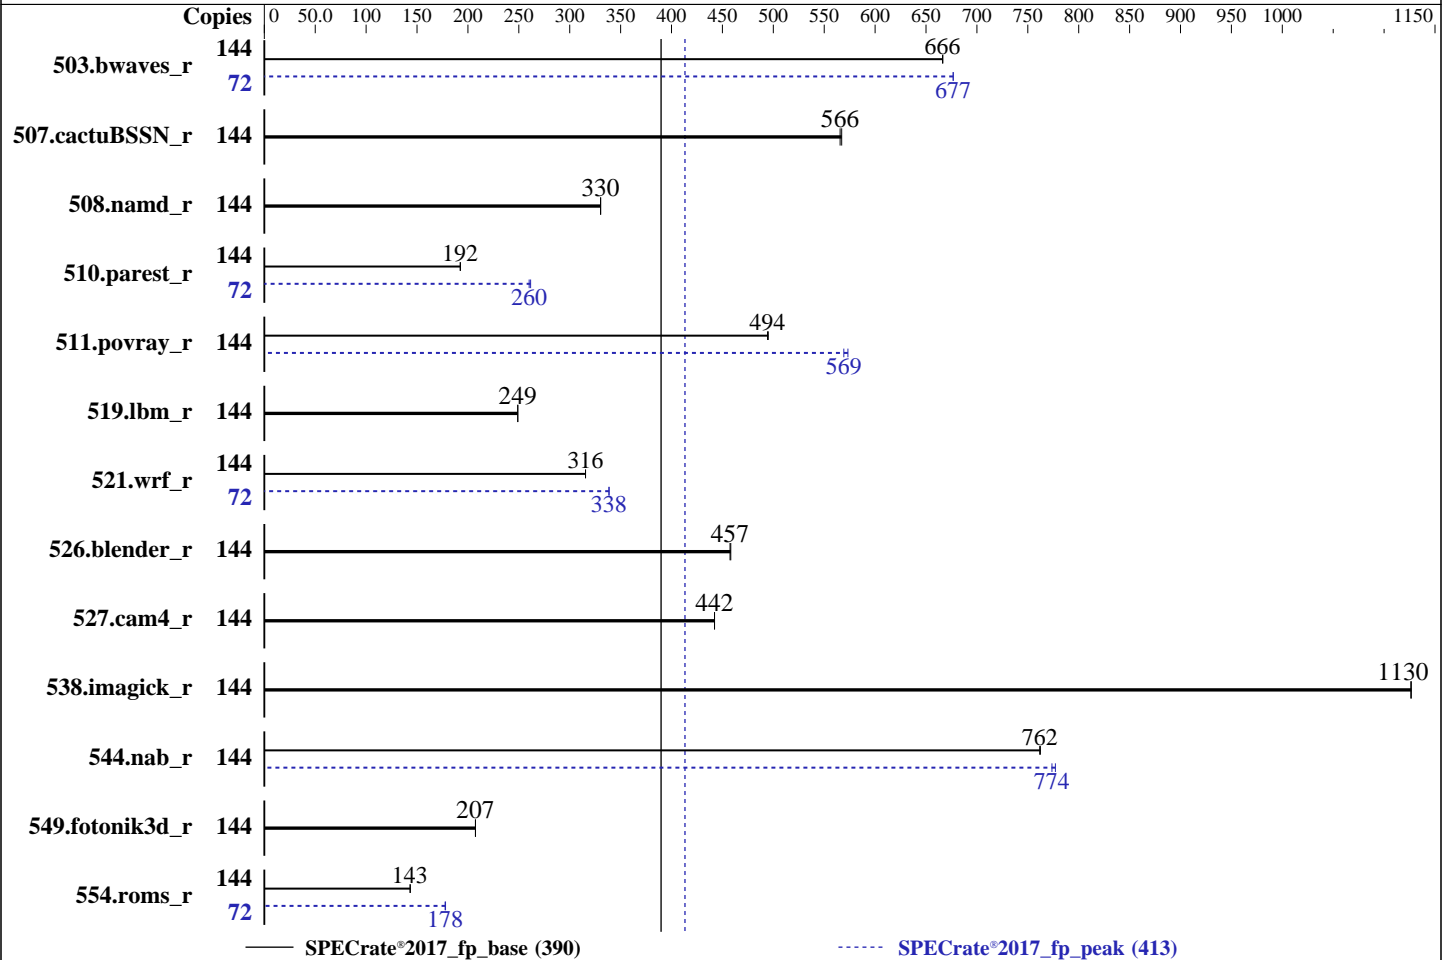 Copies 0 50.0 100 150 200 250 300 350 400 450 500 550 600 650 700 750 800 850 900 950 1000 1150
503.bwaves_r 144 666
72 677
507.cactuBSSN_r 144 566
508.namd_r 144 330
510.parest_r 144 192
72 260
511.povray_r 144 494
569
519.lbm_r 144 249
521.wrf_r 144 316
72 338
526.blender_r 144 457
527.cam4_r 144 442
538.imagick_r 144 1130
544.nab_r 144 762
774
549.fotonik3d_r 144 207
554.roms_r 144 143
72 178
SPECrate®2017_fp_base (390) SPECrate®2017_fp_peak (413)